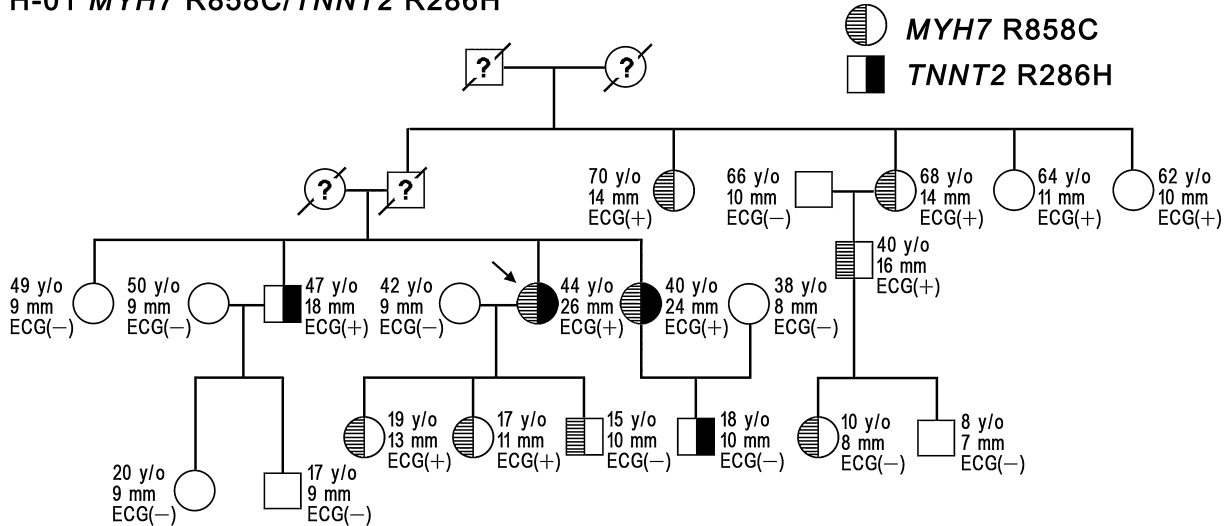 H-01 MYH7 R858C/TNNT2 R286H
MYH7 R858C
TNNT2 R286H
?
?
?
?
70 y/o
14 mm
ECG(+)
66 y/o
10 mm
ECG(−)
68 y/o
14 mm
ECG(+)
64 y/o
11 mm
ECG(+)
62 y/o
10 mm
ECG(+)
40 y/o
16 mm
ECG(+)
49 y/o
9 mm
ECG(−)
50 y/o
9 mm
ECG(−)
47 y/o
18 mm
ECG(+)
42 y/o
9 mm
ECG(−)
44 y/o
26 mm
ECG(+)
40 y/o
24 mm
ECG(+)
38 y/o
8 mm
ECG(−)
19 y/o
13 mm
ECG(+)
17 y/o
11 mm
ECG(+)
15 y/o
10 mm
ECG(−)
18 y/o
10 mm
ECG(−)
10 y/o
8 mm
ECG(−)
8 y/o
7 mm
ECG(−)
20 y/o
9 mm
ECG(−)
17 y/o
9 mm
ECG(−)